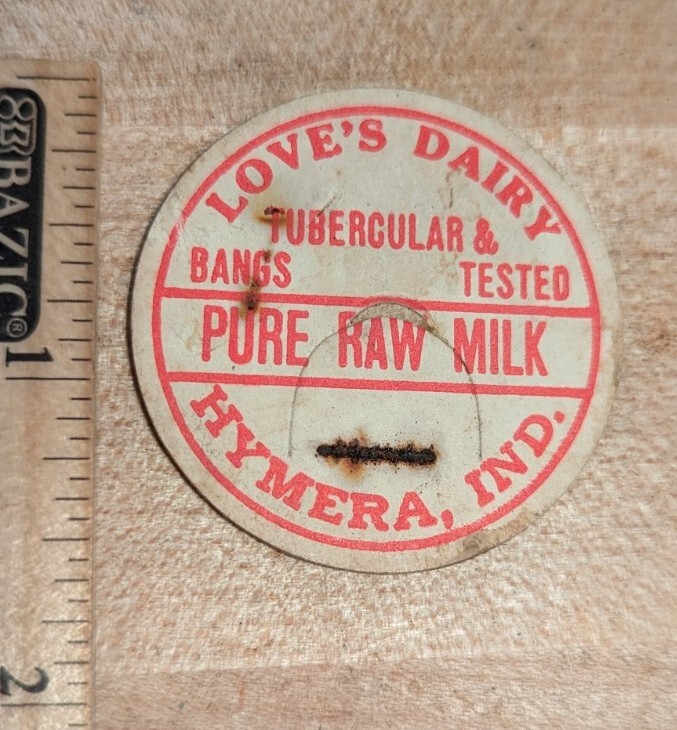 LOVE'S DAIRY
TUBERCULAR &
BANGS TESTED
PURE RAW MILK
HYMERA, IND.
BAZIC®
1
2